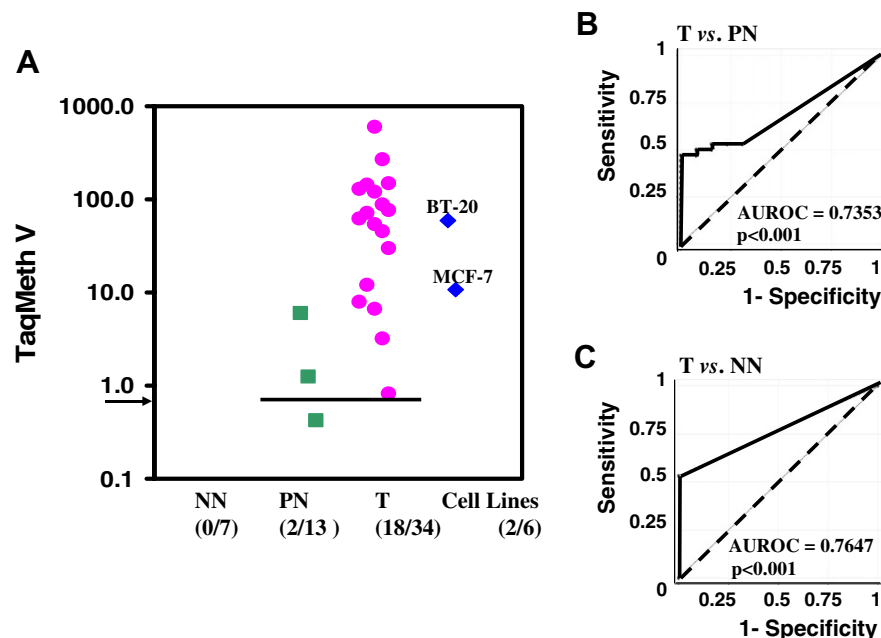 A
TaqMeth V
1000.0
100.0
10.0
1.0
0.1
BT-20
MCF-7
NN PN T Cell Lines
(0/7) (2/13 ) (18/34) (2/6)
B
T vs. PN
Sensitivity
1
0.75
0.5
0.25
0
AUROC = 0.7353
p<0.001
0.25 0.5 0.75 1
1- Specificity
C
T vs. NN
Sensitivity
1
0.75
0.5
0.25
0
AUROC = 0.7647
p<0.001
0.25 0.5 0.75 1
1- Specificity